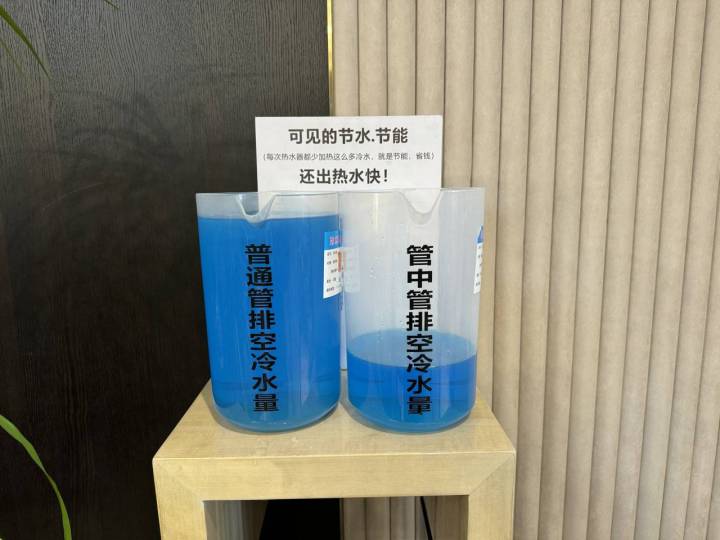 可见的节水.节能
(每次热水器都少加热这么多冷水，就是节能，省钱)
还出热水快！
普通管排空冷水量
管中管排空冷水量